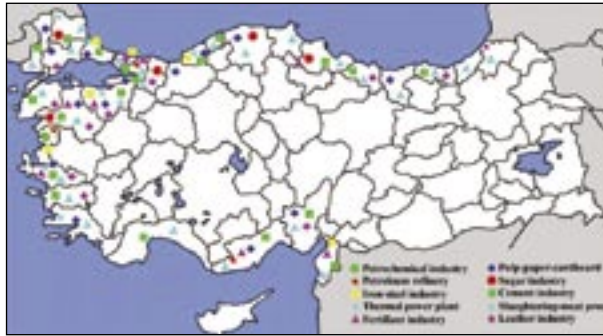 Petrochemical industry
Petroleum refinery
Iron-steel industry
Thermal power plant
Fertilizer industry
Pulp-paper-cardboard
Sugar industry
Cement industry
Slaughtering-meat
Leather industry